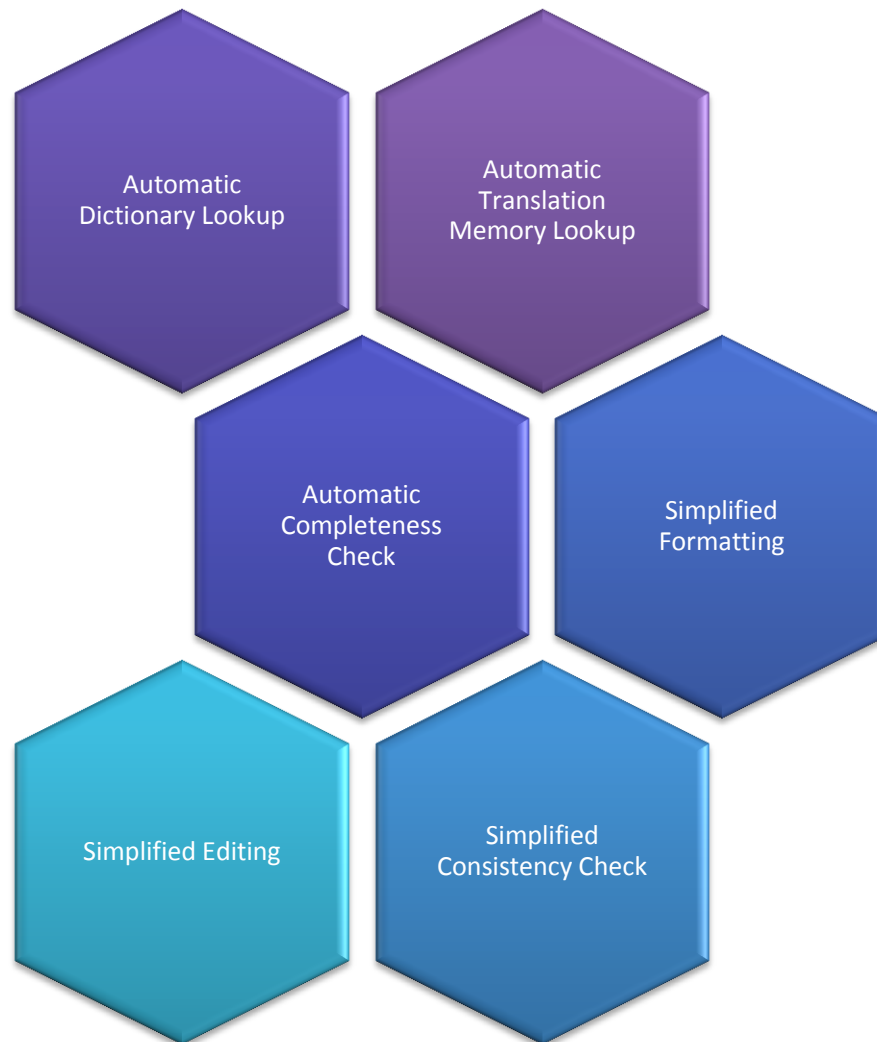 Automatic
Dictionary Lookup
Automatic
Translation
Memory Lookup
Automatic
Completeness
Check
Simplified
Formatting
Simplified Editing
Simplified
Consistency Check